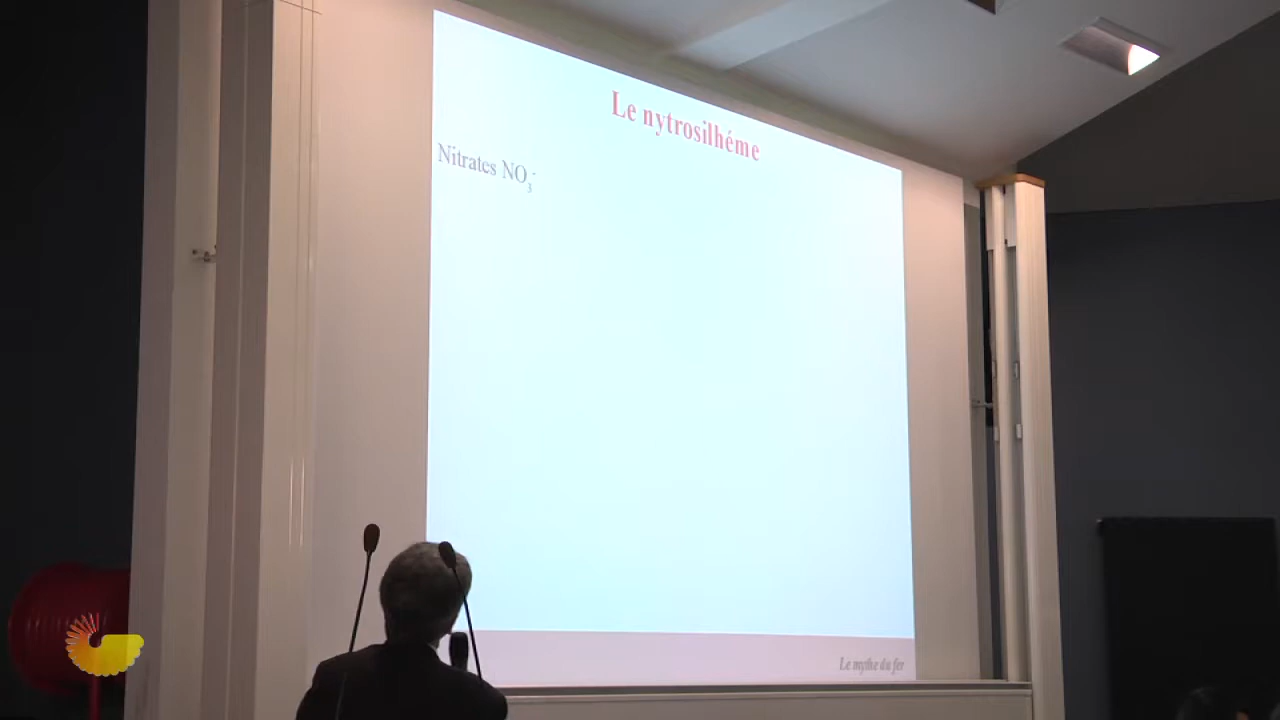 Le nytrosilhéme
Nitrates NO₃⁻
Le mythe du fer